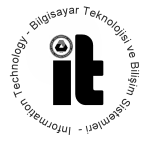 Information Technology - Bilgisayar Teknolojisi ve Bilişim Sistemleri -
it